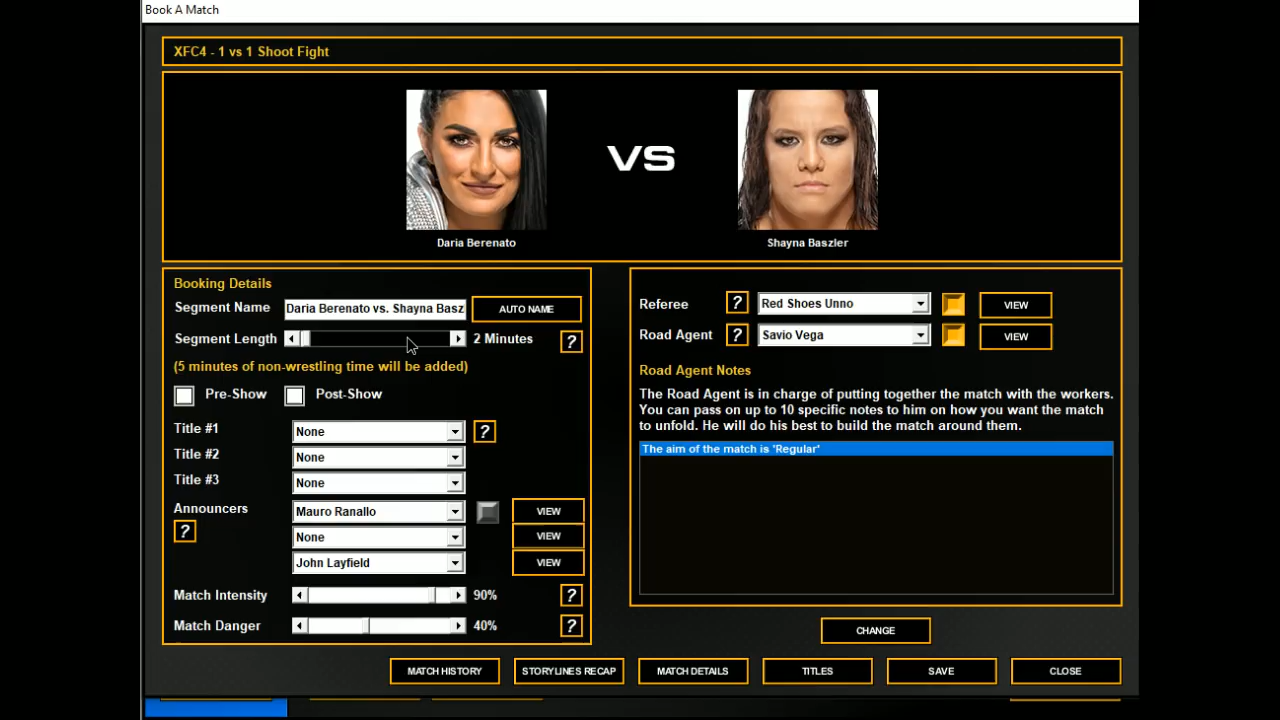 Book A Match
XFC4 - 1 vs 1 Shoot Fight
VS
Daria Berenato
Shayna Baszler
Booking Details
Segment Name
Daria Berenato vs. Shayna Basz
AUTO NAME
Segment Length
2 Minutes
?
(5 minutes of non-wrestling time will be added)
Pre-Show
Post-Show
Title #1
None
?
Title #2
None
Title #3
None
Announcers
Mauro Ranallo
VIEW
?
None
VIEW
John Layfield
VIEW
Match Intensity
90%
?
Match Danger
40%
?
Referee
?
Red Shoes Unno
VIEW
Road Agent
?
Savio Vega
VIEW
Road Agent Notes
The Road Agent is in charge of putting together the match with the workers.
You can pass on up to 10 specific notes to him on how you want the match
to unfold. He will do his best to build the match around them.
The aim of the match is 'Regular'
CHANGE
MATCH HISTORY
STORYLINES RECAP
MATCH DETAILS
TITLES
SAVE
CLOSE